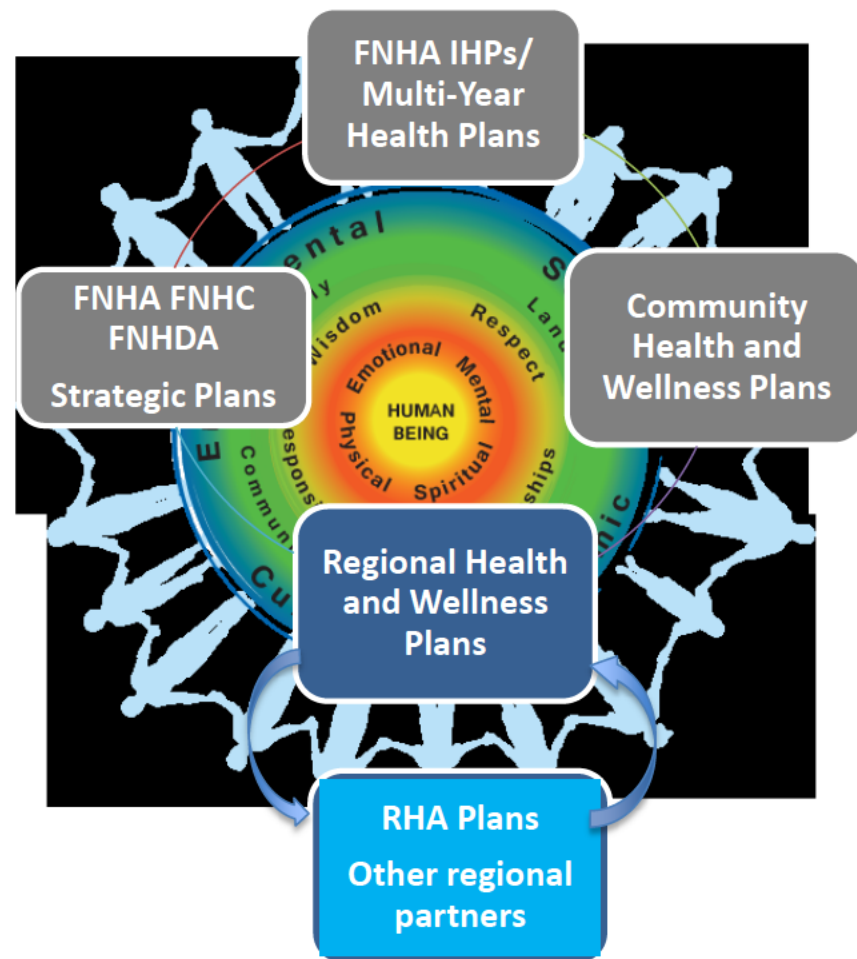 FNHA IHPs/
Multi-Year
Health Plans
FNHA FNHC
FNHDA
Strategic Plans
Community
Health and
Wellness Plans
Wisdom
Respect
Emotional
Mental
Physical
Spiritual
HUMAN
BEING
Regional Health
and Wellness
Plans
RHA Plans
Other regional
partners